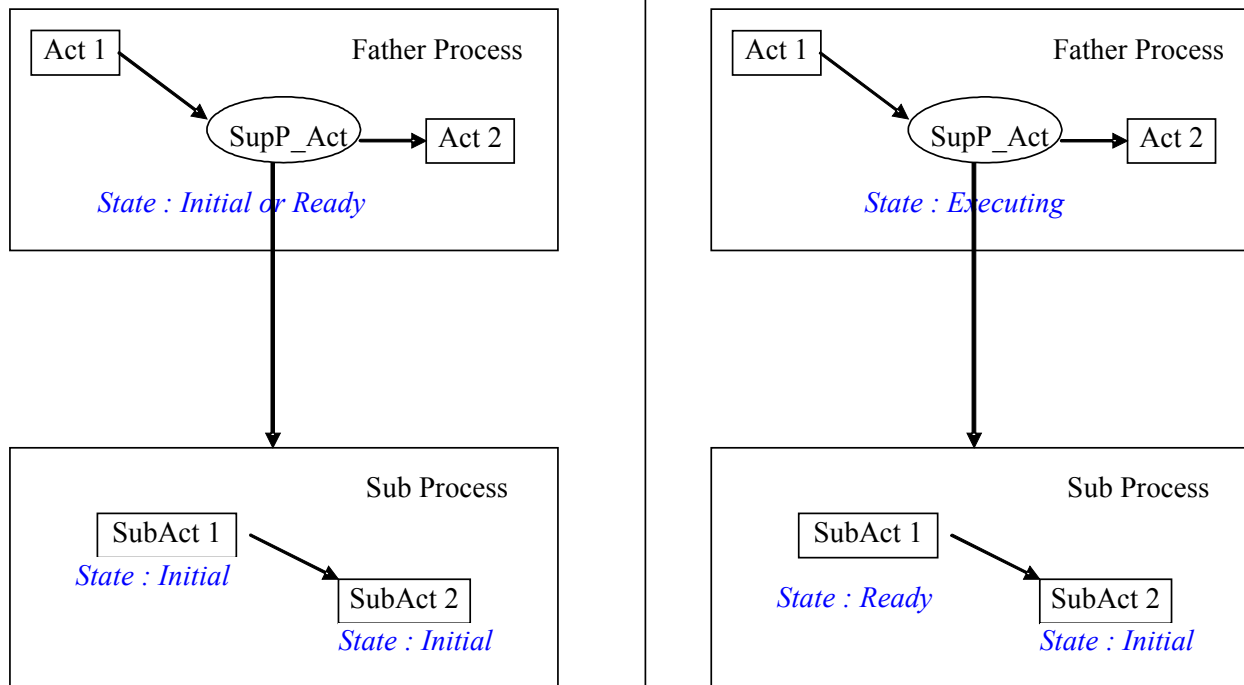 Act 1
Father Process
SupP_Act
Act 2
State : Initial or Ready
Sub Process
SubAct 1
State : Initial
SubAct 2
State : Initial
Act 1
Father Process
SupP_Act
Act 2
State : Executing
Sub Process
SubAct 1
State : Ready
SubAct 2
State : Initial